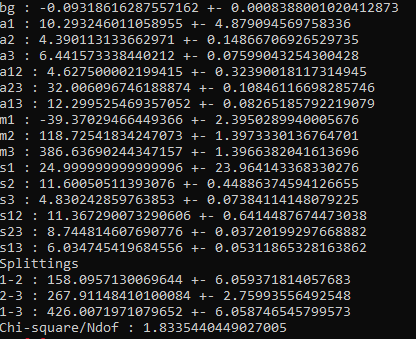 bg : -0.09318616287557162 +- 0.0008388001020412873
a1 : 10.293246011058955 +- 4.879094569758336
a2 : 4.390113133662971 +- 0.14866706926529735
a3 : 6.441573338440212 +- 0.07599043254300428
a12 : 4.627500002199415 +- 0.32390018117314945
a23 : 32.006096746188874 +- 0.10846116698285746
a13 : 12.299525469357052 +- 0.08265185792219079
m1 : -39.37029466449366 +- 2.3950289940005676
m2 : 118.72541834247073 +- 1.3973330136764701
m3 : 386.63690244347157 +- 1.3966382041613696
s1 : 24.999999999999996 +- 23.964143368330276
s2 : 11.60050511393076 +- 0.44886374594126655
s3 : 4.830242859763853 +- 0.07384114148079225
s12 : 11.367290073290606 +- 0.6414487674473038
s23 : 8.744814607690776 +- 0.03720199297668882
s13 : 6.034745419684556 +- 0.05311865328163862
Splittings
1-2 : 158.0957130069644 +- 6.059371814057683
2-3 : 267.91148410100084 +- 2.75993556492548
1-3 : 426.0071971079652 +- 6.058746545799573
Chi-square/Ndof : 1.8335440449027005